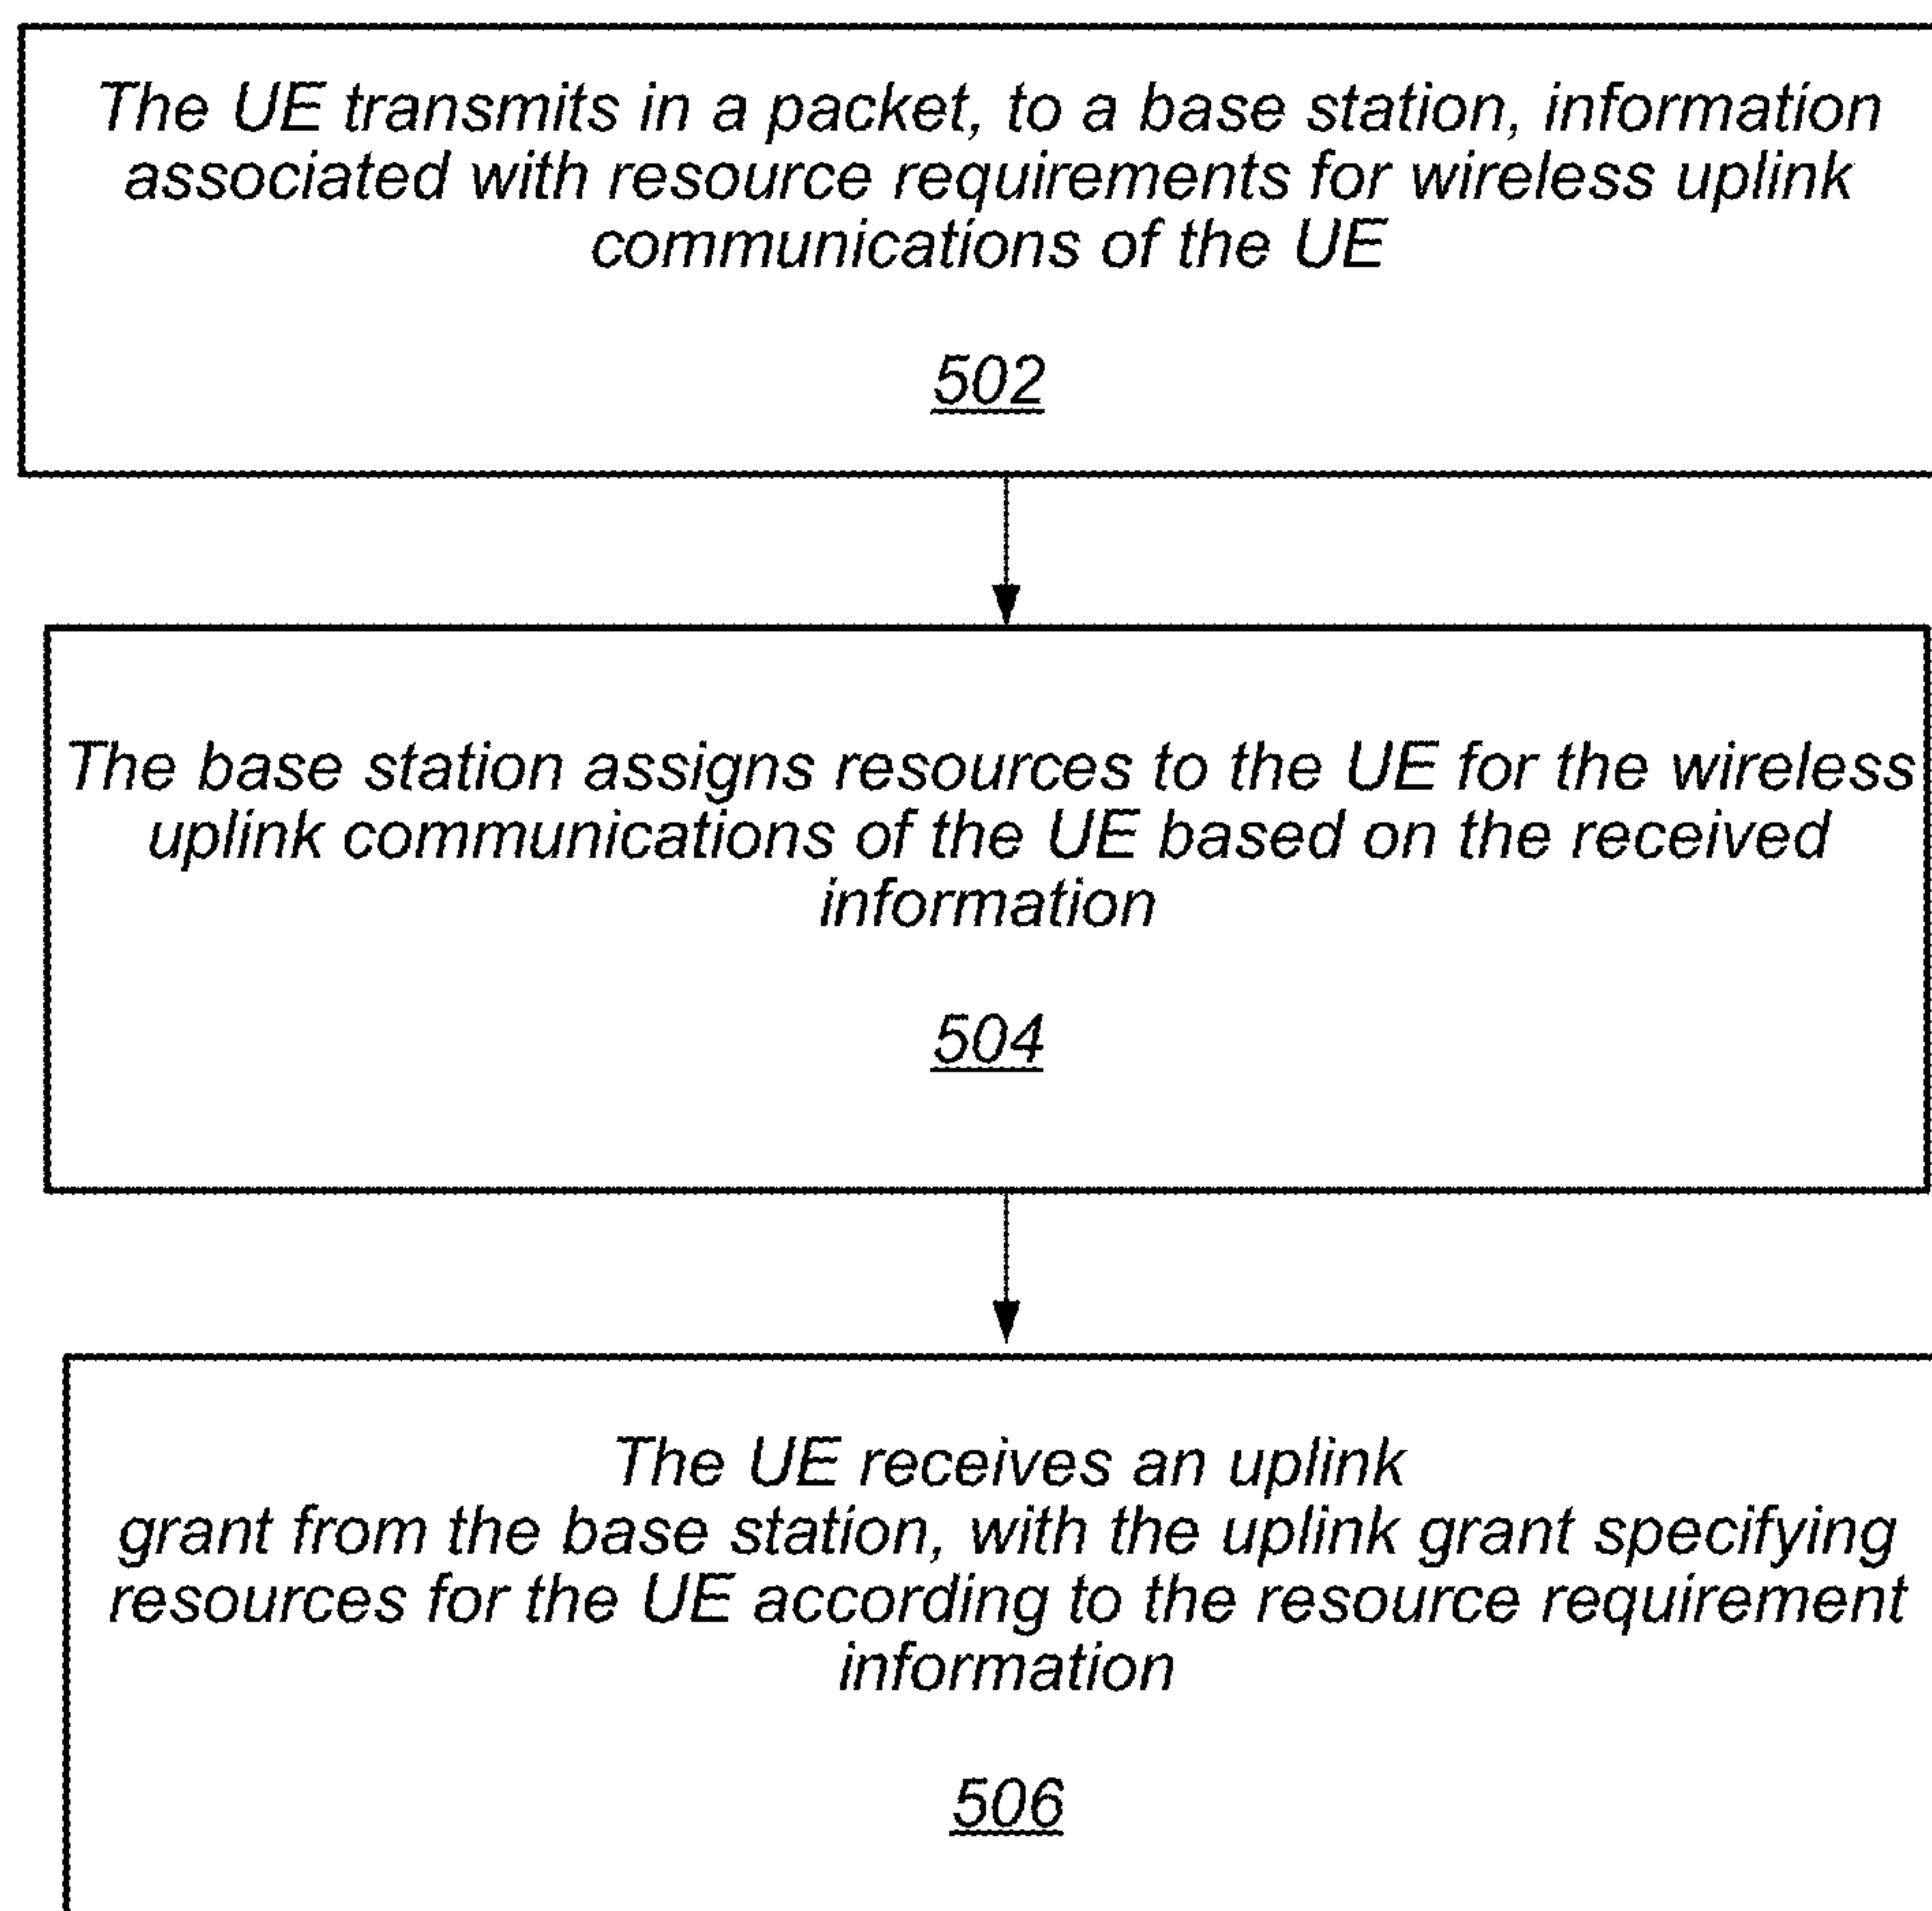 The UE transmits in a packet, to a base station, information
associated with resource requirements for wireless uplink
communications of the UE
502
The base station assigns resources to the UE for the wireless
uplink communications of the UE based on the received
information
504
The UE receives an uplink
grant from the base station, with the uplink grant specifying
resources for the UE according to the resource requirement
information
506